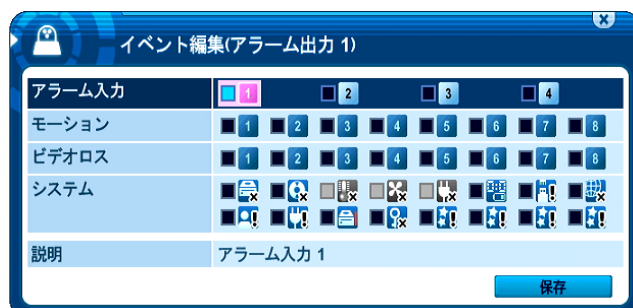 イベント編集(アラーム出力 1)
アラーム入力 1 2 3 4
モーション 1 2 3 4 5 6 7 8
ビデオロス 1 2 3 4 5 6 7 8
システム
説明 アラーム入力 1
保存